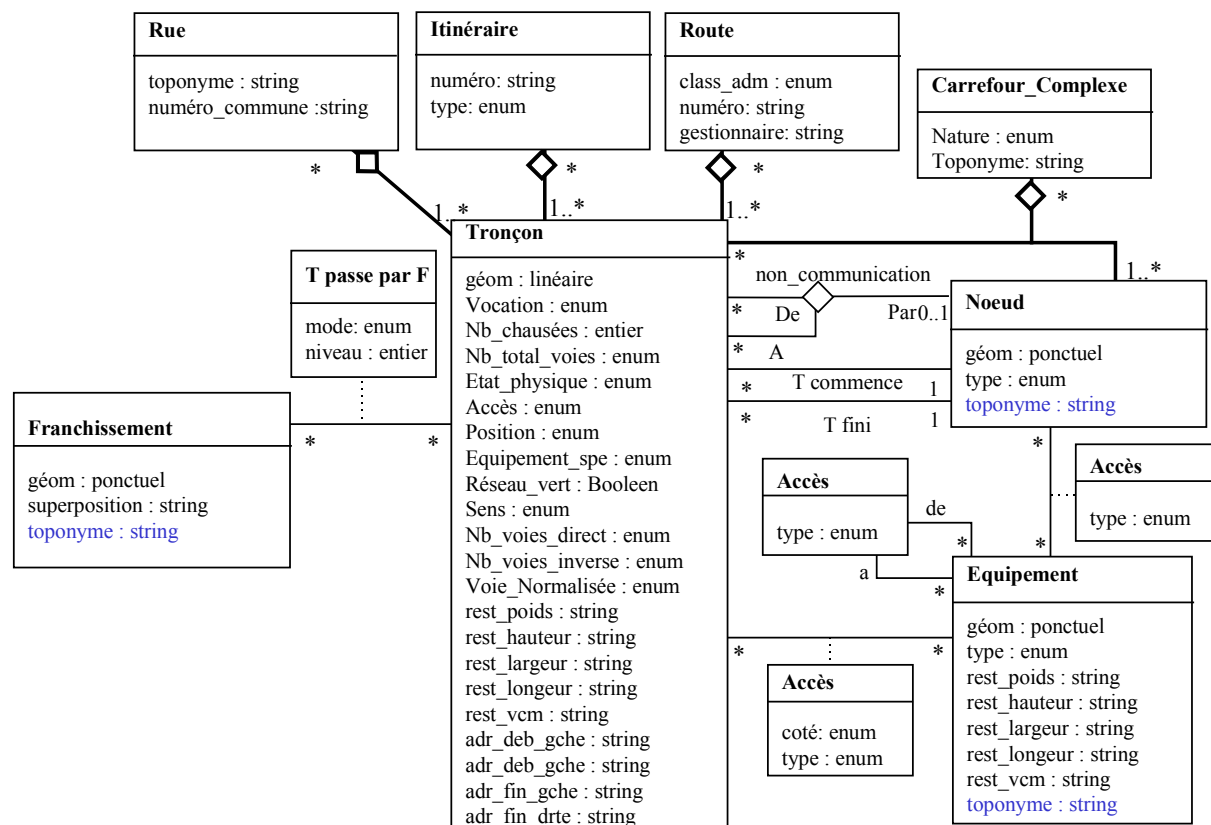 Rue
toponyme : string
numéro_commune :string
Itinéraire
numéro: string
type: enum
Route
class_adm : enum
numéro: string
gestionnaire: string
Carrefour_Complexe
Nature : enum
Toponyme: string
*
*
*
*
1..*
1..*
1..*
1..*
T passe par F
mode: enum
niveau : entier
Franchissement
géom : ponctuel
superposition : string
toponyme : string
*
*
Tronçon
géom : linéaire
Vocation : enum
Nb_chausées : entier
Nb_total_voies : enum
Etat_physique : enum
Accès : enum
Position : enum
Equipement_spe : enum
Réseau_vert : Booleen
Sens : enum
Nb_voies_direct : enum
Nb_voies_inverse : enum
Voie_Normalisée : enum
rest_poids : string
rest_hauteur : string
rest_largeur : string
rest_longeur : string
rest_vcm : string
adr_deb_gche : string
adr_deb_gche : string
adr_fin_gche : string
adr_fin_drte : string
*
non_communication
*
De
Par0..1
*
A
*
T commence
1
*
T fini
1
Noeud
géom : ponctuel
type : enum
toponyme : string
*
*
Accès
type : enum
Accès
type : enum
de
*
a
*
Equipement
géom : ponctuel
type : enum
rest_poids : string
rest_hauteur : string
rest_largeur : string
rest_longeur : string
rest_vcm : string
toponyme : string
*
*
Accès
coté: enum
type : enum